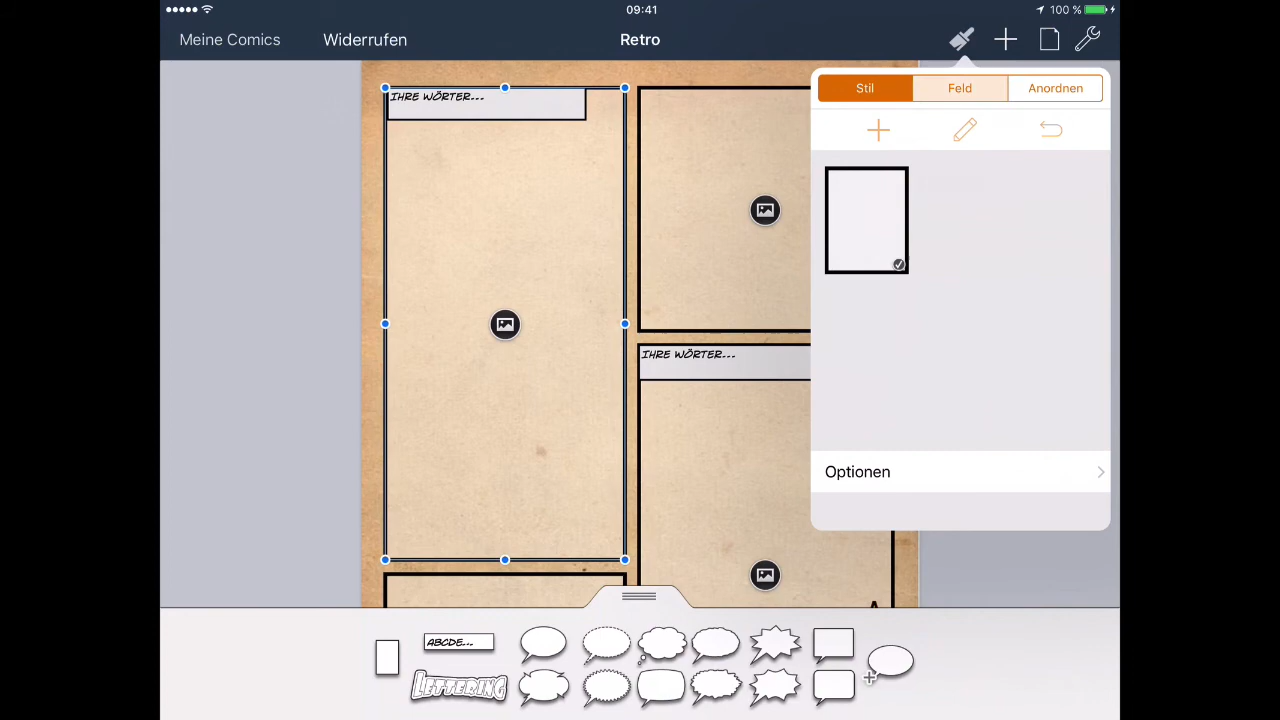 09:41
100 %
Meine Comics
Widerrufen
Retro
Stil
Feld
Anordnen
IHRE WÖRTER...
IHRE WÖRTER...
Optionen
A
ABCDE...
LETTERING